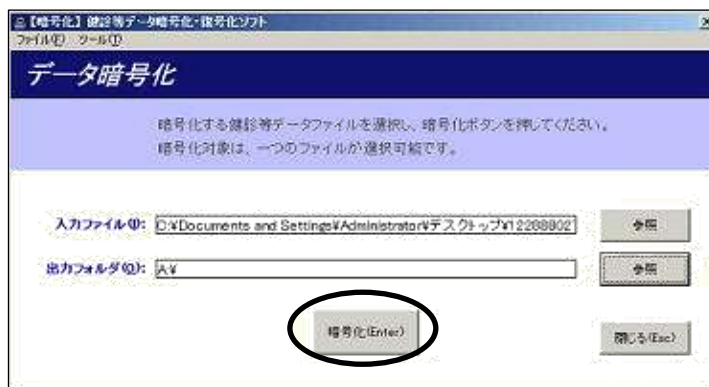 【暗号化】健診等データ暗号化・復号化ソフト
ファイル(F) ツール(T)
データ暗号化
暗号化する健診等データファイルを選択し、暗号化ボタンを押してください。
暗号化対象は、一つのファイルが選択可能です。
入力ファイル(I): C:¥Documents and Settings¥Administrator¥デスクトップ¥12288802 参照
出力フォルダ(O): A:¥ 参照
暗号化(Enter) 閉じる(Esc)